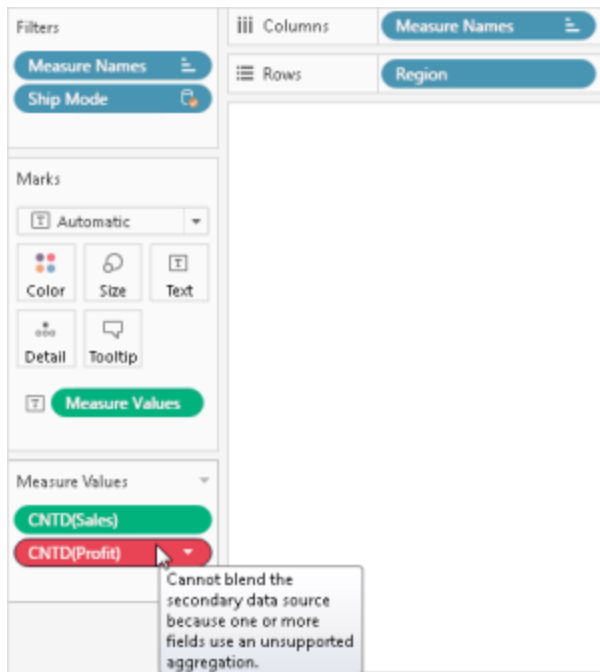 Filters
Measure Names
Ship Mode
Columns
Measure Names
Rows
Region
Marks
Automatic
Color
Size
Text
Detail
Tooltip
Measure Values
Measure Values
CNTD(Sales)
CNTD(Profit)
Cannot blend the
secondary data source
because one or more
fields use an unsupported
aggregation.